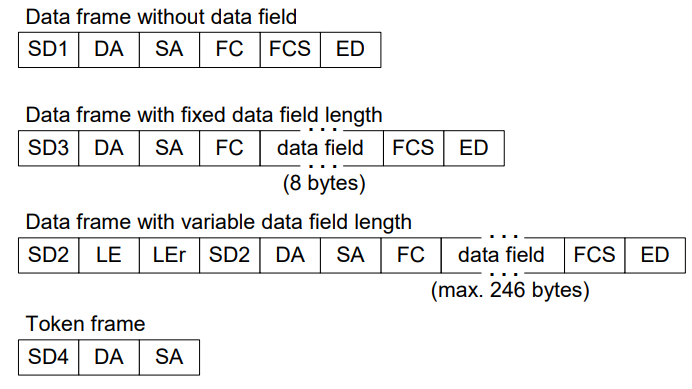 Data frame without data field
SD1 DA SA FC FCS ED
Data frame with fixed data field length
SD3 DA SA FC data field FCS ED
(8 bytes)
Data frame with variable data field length
SD2 LE LEr SD2 DA SA FC data field FCS ED
(max. 246 bytes)
Token frame
SD4 DA SA